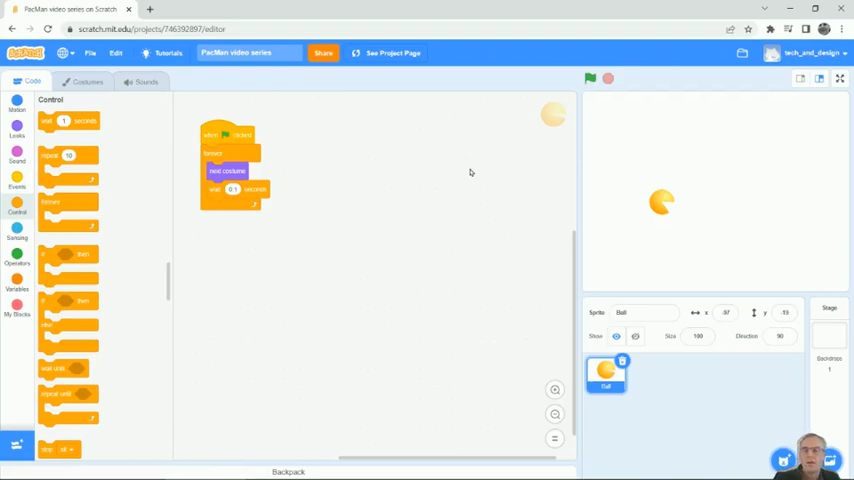 PacMan video series on Scratch
scratch.mit.edu/projects/746392897/editor
SCRATCH
File
Edit
Tutorials
PacMan video series
Share
See Project Page
tech_and_design
Code
Costumes
Sounds
Motion
Looks
Sound
Events
Control
Sensing
Operators
Variables
My Blocks
Control
wait 1 seconds
repeat 10
forever
if then
if then
else
wait until
repeat until
stop all
when clicked
forever
next costume
wait 0.1 seconds
Sprite Ball
x -97
y -13
Show
Size 100
Direction 90
Ball
Stage
Backdrops
1
Backpack